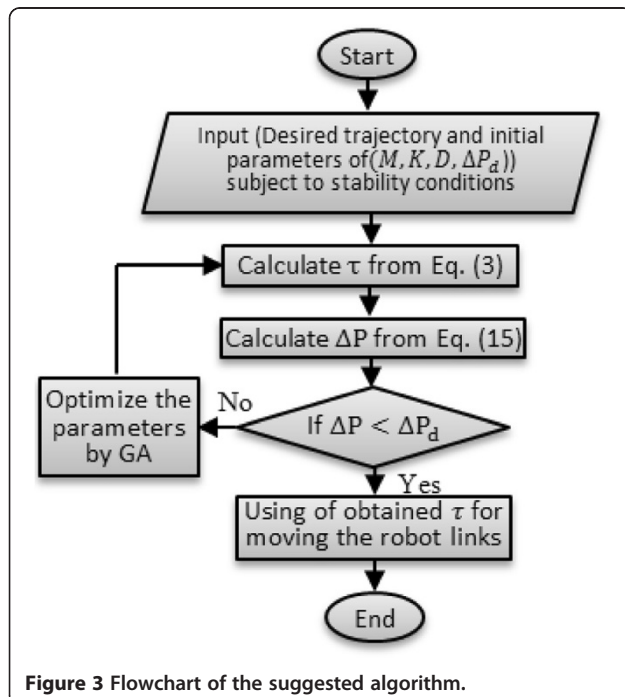 Start
Input (Desired trajectory and initial
parameters of(M, K, D, ΔP_d))
subject to stability conditions
Calculate τ from Eq. (3)
Calculate ΔP from Eq. (15)
Optimize the
parameters
by GA
No
If ΔP < ΔP_d
Yes
Using of obtained τ for
moving the robot links
End
Figure 3 Flowchart of the suggested algorithm.